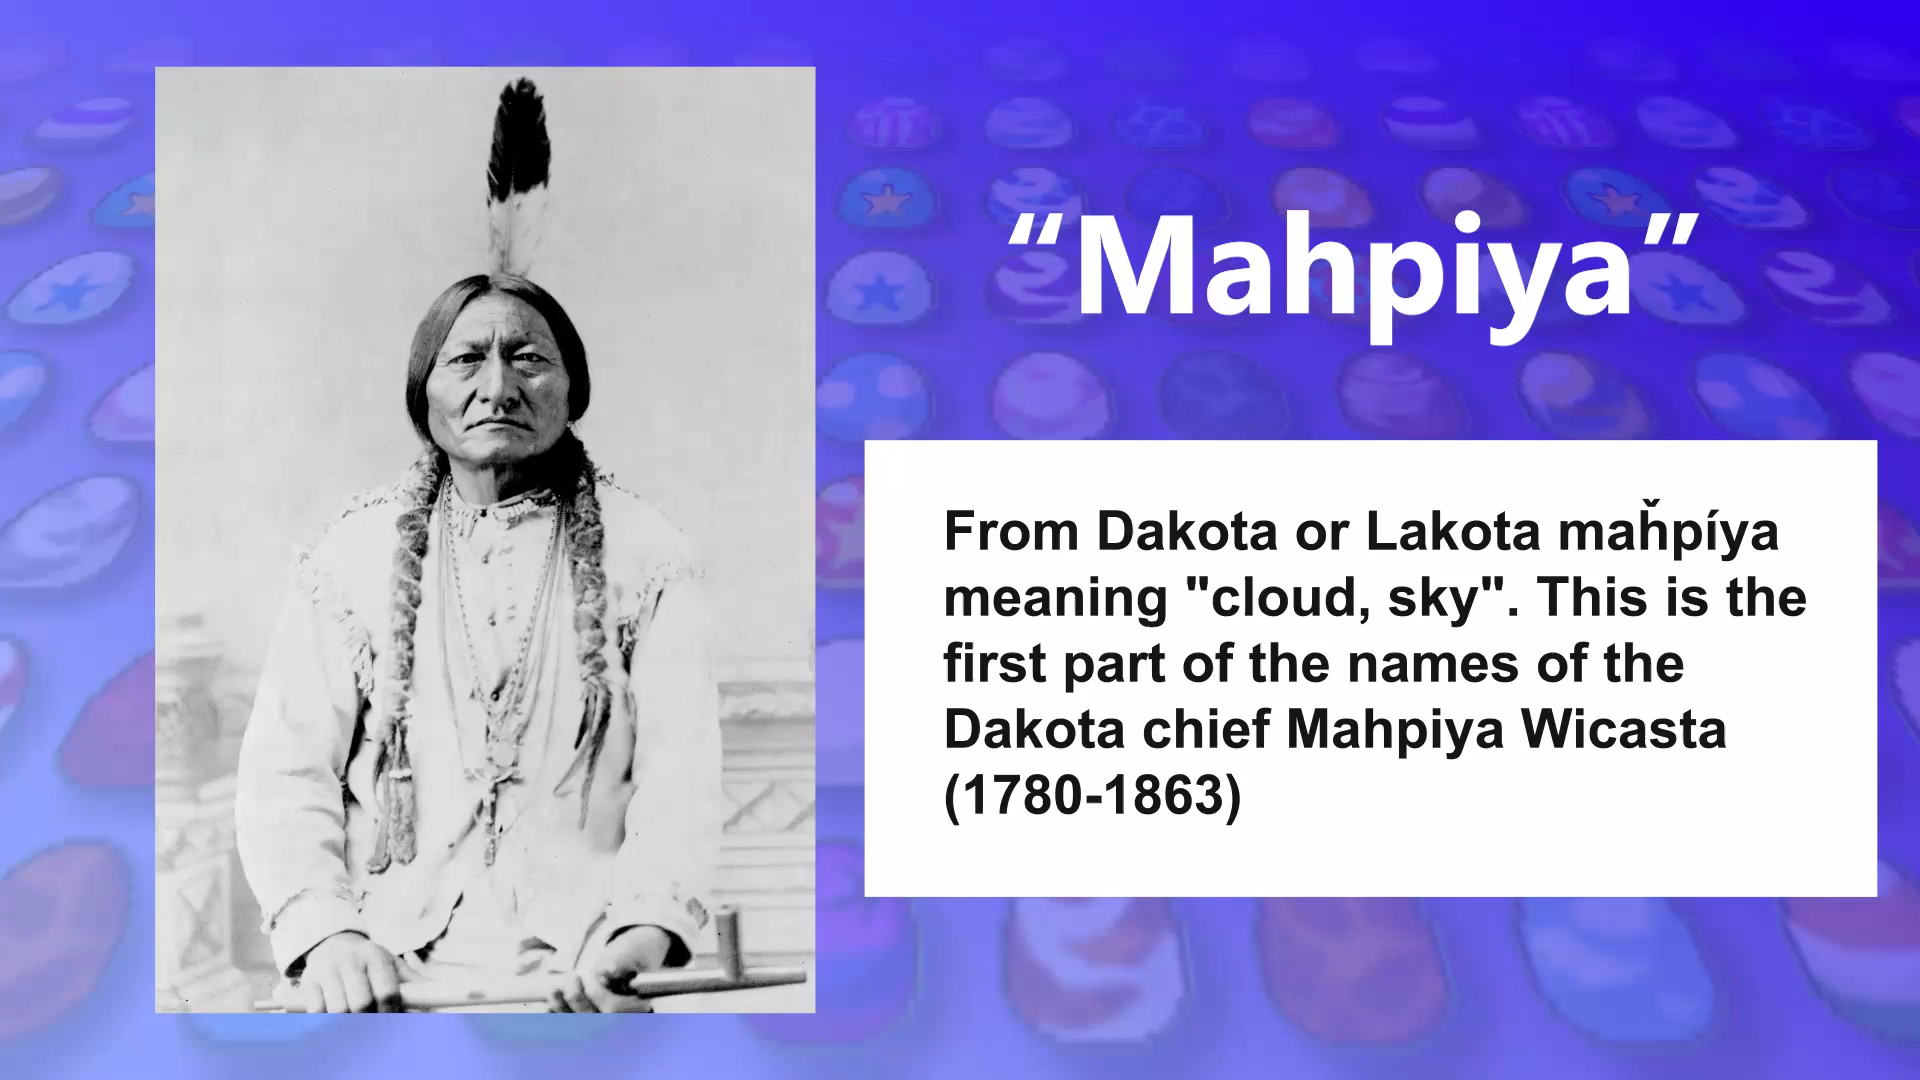 “Mahpiya”
From Dakota or Lakota maȟpíya
meaning "cloud, sky". This is the
first part of the names of the
Dakota chief Mahpiya Wicasta
(1780-1863)